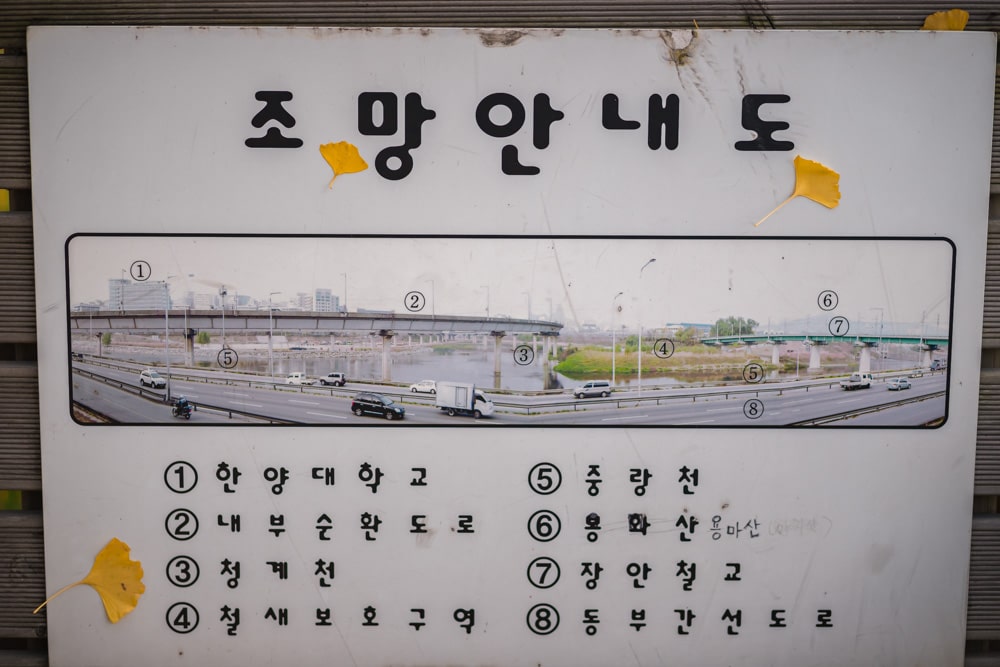 조망안내도
① ② ③ ④ ⑤ ⑤ ⑥ ⑦ ⑧
① 한양대학교
② 내부순환도로
③ 청계천
④ 철새보호구역
⑤ 중랑천
⑥ 용화산 용마산
⑦ 장안철교
⑧ 동부간선도로